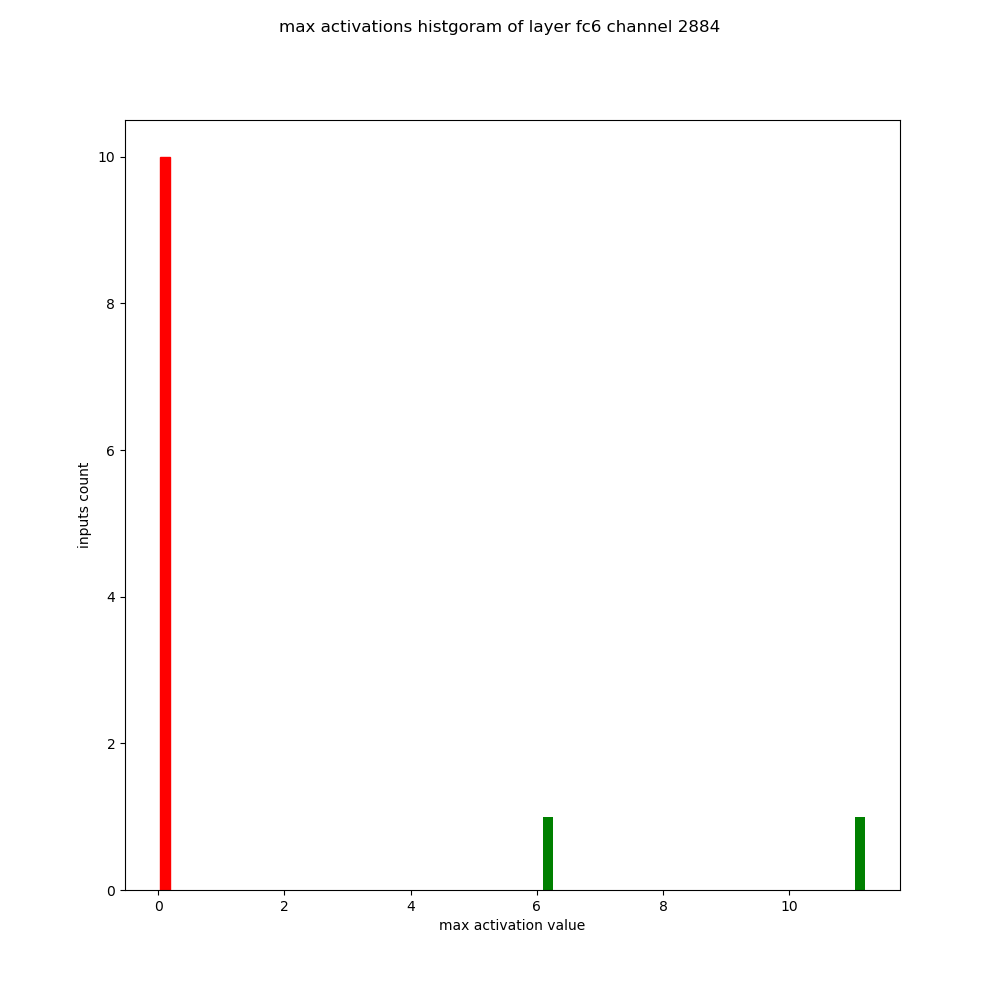 max activations histgoram of layer fc6 channel 2884
10
8
6
4
2
0
inputs count
0 2 4 6 8 10
max activation value